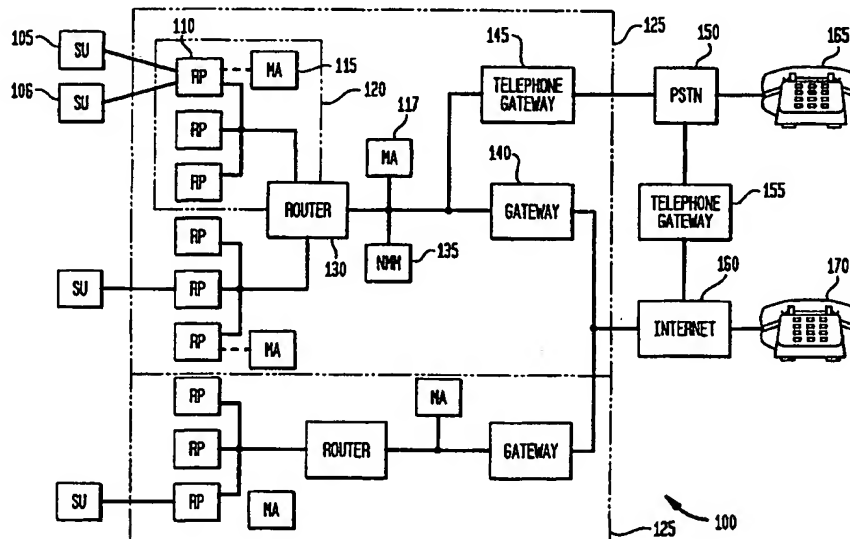 105
SU
106
SU
110
RP
MA
115
120
RP
RP
117
MA
145
TELEPHONE
GATEWAY
125
150
PSTN
165
ROUTER
130
NMM
135
140
GATEWAY
TELEPHONE
GATEWAY
155
RP
SU
RP
RP
MA
160
INTERNET
170
RP
RP
SU
RP
MA
ROUTER
MA
GATEWAY
125
100